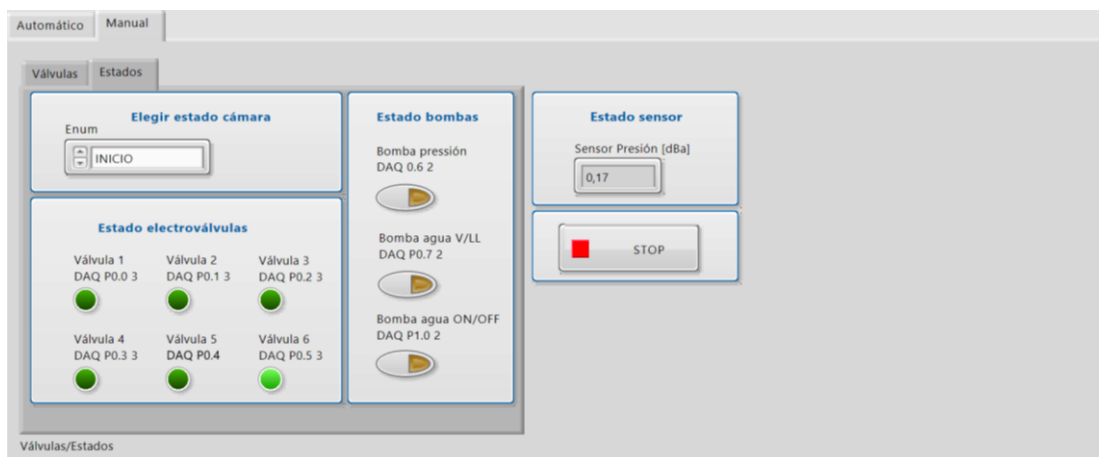 Automático Manual
Válvulas Estados
Elegir estado cámara
Enum
INICIO
Estado electroválvulas
Válvula 1 Válvula 2 Válvula 3
DAQ P0.0 3 DAQ P0.1 3 DAQ P0.2 3
Válvula 4 Válvula 5 Válvula 6
DAQ P0.3 3 DAQ P0.4 DAQ P0.5 3
Estado bombas
Bomba pressión
DAQ 0.6 2
Bomba agua V/LL
DAQ P0.7 2
Bomba agua ON/OFF
DAQ P1.0 2
Estado sensor
Sensor Presión [dBa]
0,17
STOP
Válvulas/Estados